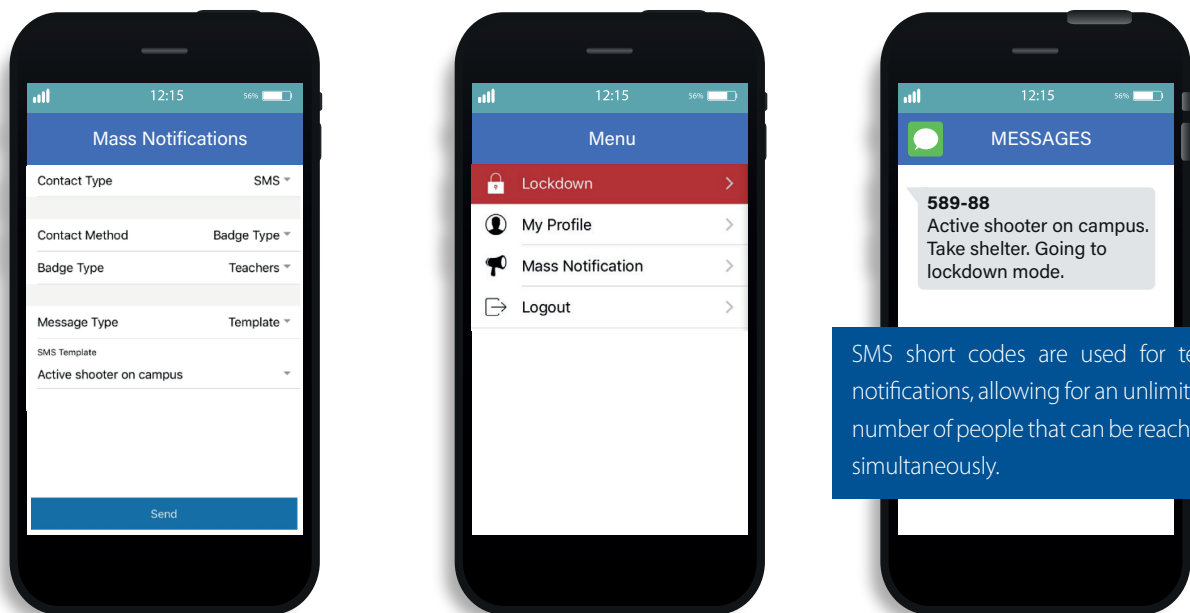 12:15
56%
Mass Notifications
Contact Type SMS
Contact Method Badge Type
Badge Type Teachers
Message Type Template
SMS Template
Active shooter on campus
Send
12:15
56%
Menu
Lockdown
My Profile
Mass Notification
Logout
12:15
56%
MESSAGES
589-88
Active shooter on campus.
Take shelter. Going to
lockdown mode.
SMS short codes are used for te
notifications, allowing for an unlimit
number of people that can be reach
simultaneously.